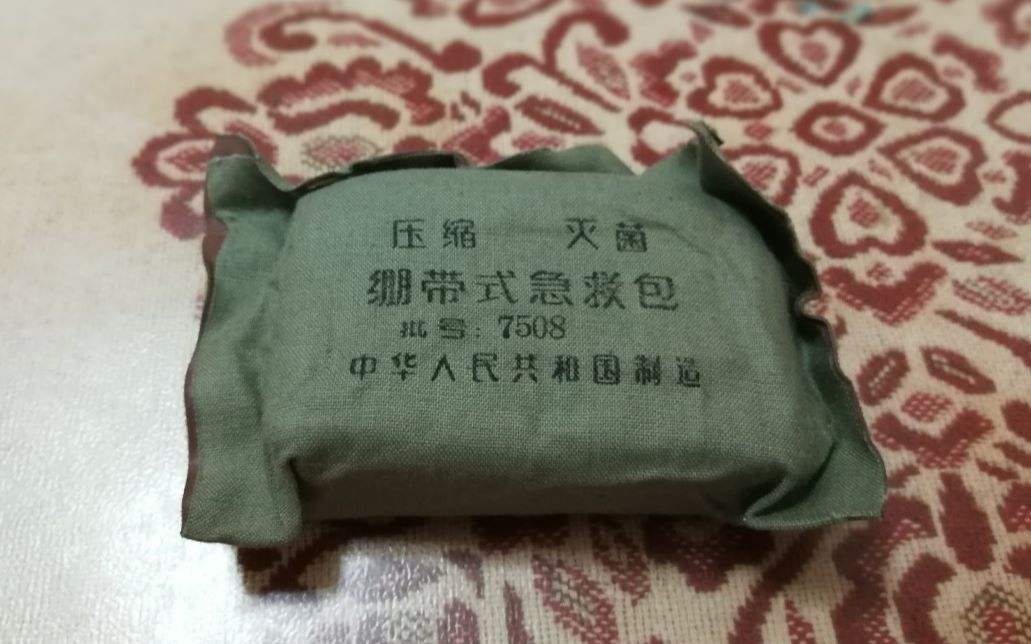 压缩 灭菌
绷带式急救包
批号：7508
中华人民共和国制造